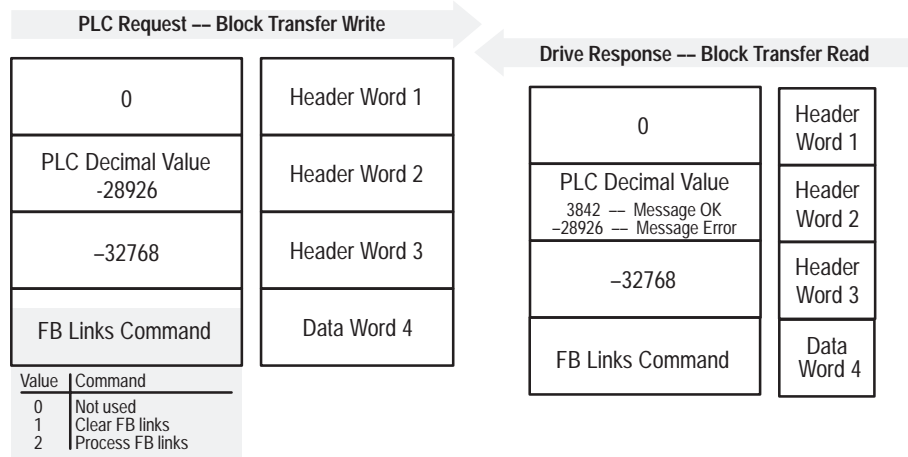 PLC Request –– Block Transfer Write
0
Header Word 1
PLC Decimal Value
-28926
Header Word 2
–32768
Header Word 3
FB Links Command
Data Word 4
Value Command
0 Not used
1 Clear FB links
2 Process FB links
Drive Response –– Block Transfer Read
0
Header
Word 1
PLC Decimal Value
3842 –– Message OK
–28926 –– Message Error
Header
Word 2
–32768
Header
Word 3
FB Links Command
Data
Word 4